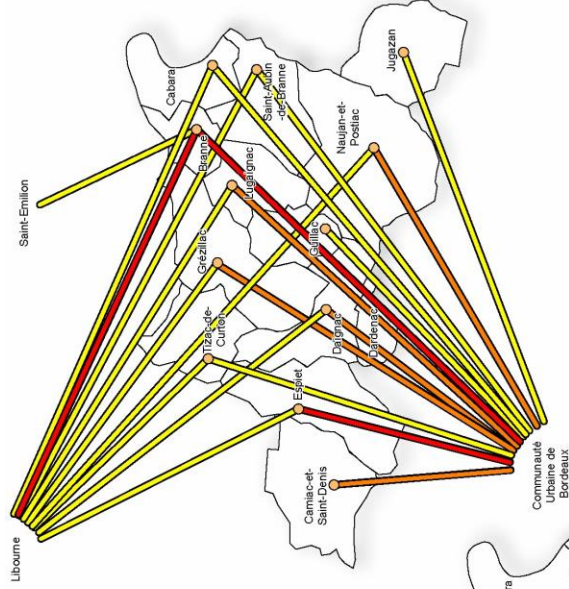 Libourne
Saint-Emilion
Cabara
Branne
Saint-Aubin
-de-Branne
Lugaignac
Grézillac
Tizac-de-
Curton
Jugazan
Naujan-et-
Postiac
Guillac
Daignac
Dardenac
Espiet
Camiac-et-
Saint-Denis
Communauté
Urbaine de
Bordeaux
ra